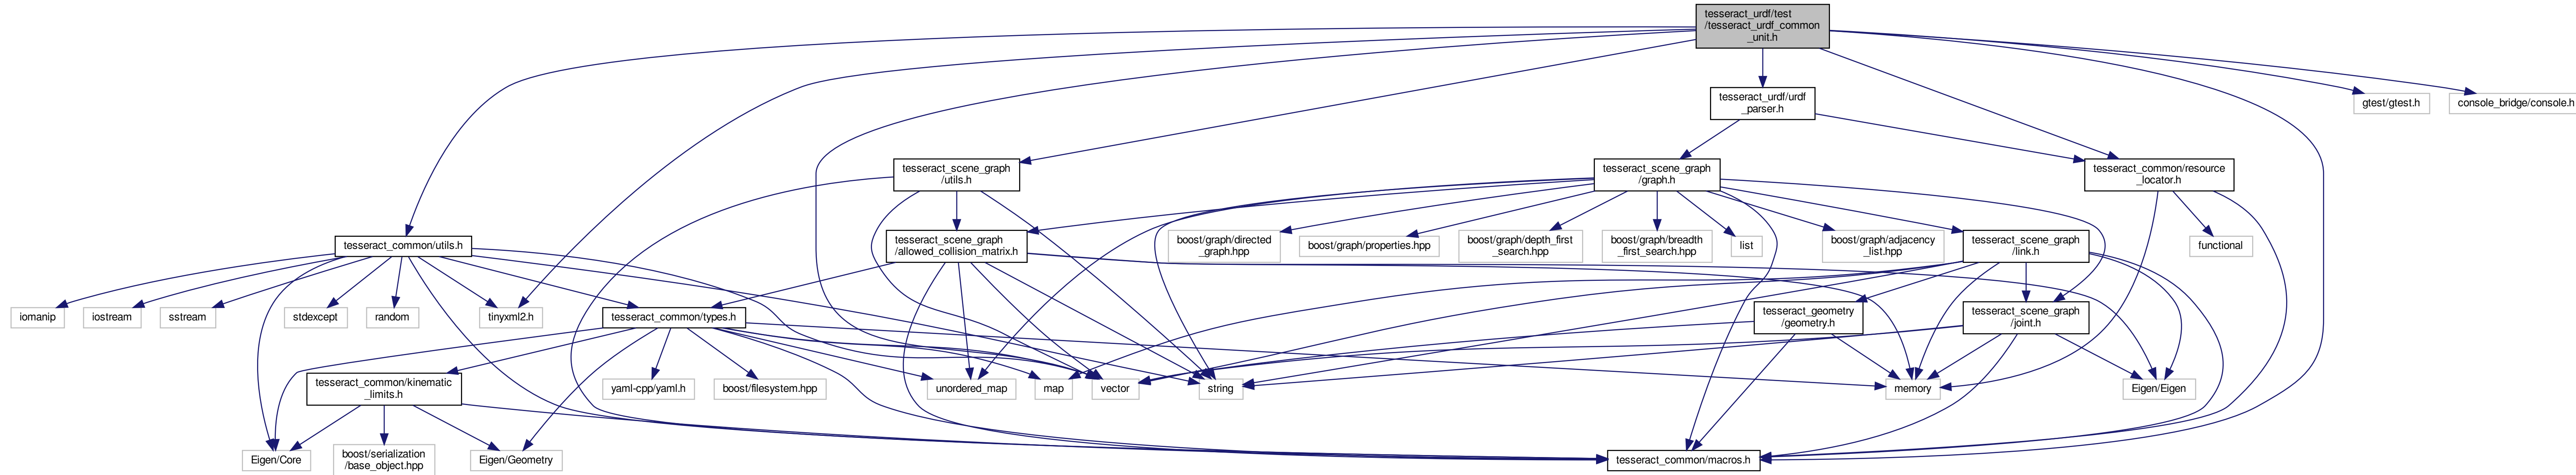 tesseract_urdf/test
/tesseract_urdf_common
_unit.h
tesseract_urdf/urdf
_parser.h
gtest/gtest.h
console_bridge/console.h
tesseract_scene_graph
/utils.h
tesseract_scene_graph
/graph.h
tesseract_common/resource
_locator.h
tesseract_common/utils.h
tesseract_scene_graph
/allowed_collision_matrix.h
boost/graph/directed
_graph.hpp
boost/graph/properties.hpp
boost/graph/depth_first
_search.hpp
boost/graph/breadth
_first_search.hpp
list
boost/graph/adjacency
_list.hpp
tesseract_scene_graph
/link.h
functional
iomanip
iostream
sstream
stdexcept
random
tinyxml2.h
tesseract_common/types.h
tesseract_geometry
/geometry.h
tesseract_scene_graph
/joint.h
tesseract_common/kinematic
_limits.h
yaml-cpp/yaml.h
boost/filesystem.hpp
unordered_map
map
vector
string
memory
Eigen/Eigen
Eigen/Core
boost/serialization
/base_object.hpp
Eigen/Geometry
tesseract_common/macros.h